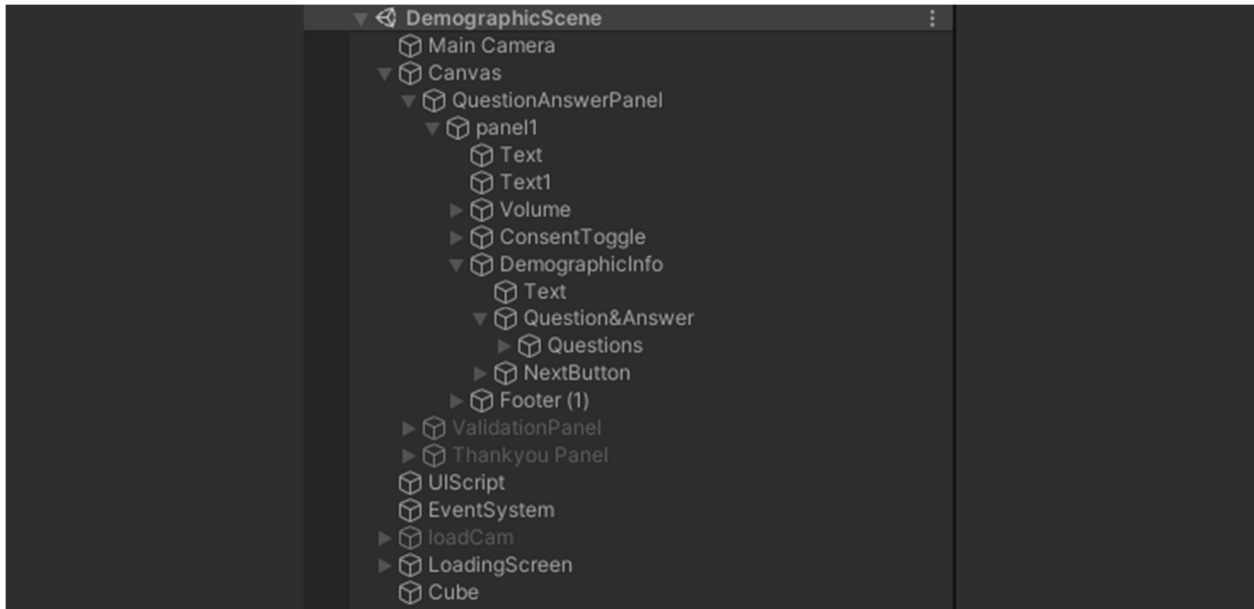 DemographicScene
Main Camera
Canvas
QuestionAnswerPanel
panel1
Text
Text1
Volume
ConsentToggle
DemographicInfo
Text
Question&Answer
Questions
NextButton
Footer (1)
ValidationPanel
Thankyou Panel
UIScript
EventSystem
loadCam
LoadingScreen
Cube